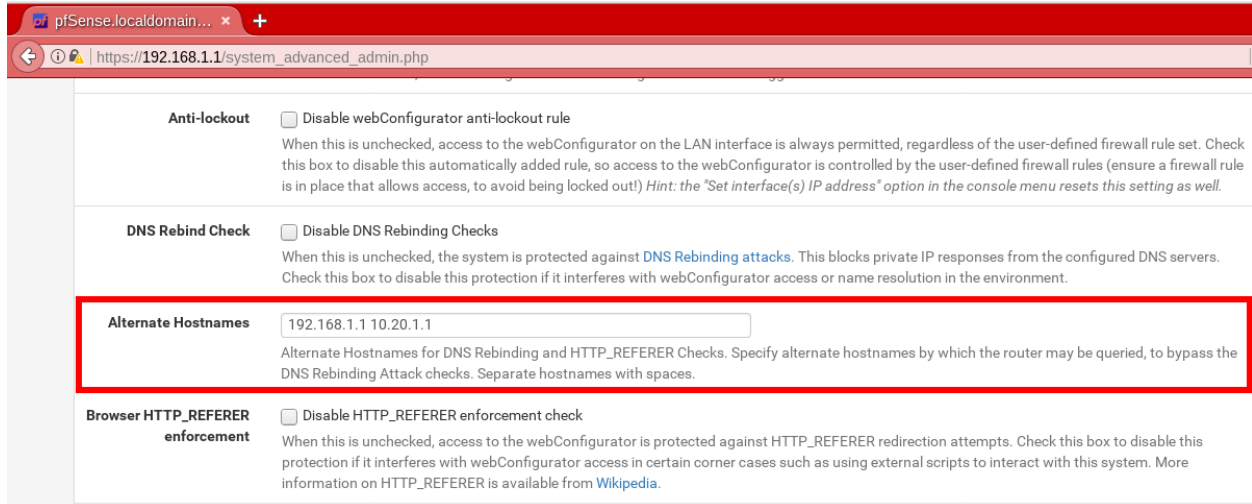 pfSense.localdomain... × +
https://192.168.1.1/system_advanced_admin.php
Anti-lockout
Disable webConfigurator anti-lockout rule
When this is unchecked, access to the webConfigurator on the LAN interface is always permitted, regardless of the user-defined firewall rule set. Check
this box to disable this automatically added rule, so access to the webConfigurator is controlled by the user-defined firewall rules (ensure a firewall rule
is in place that allows access, to avoid being locked out!) Hint: the "Set interface(s) IP address" option in the console menu resets this setting as well.
DNS Rebind Check
Disable DNS Rebinding Checks
When this is unchecked, the system is protected against DNS Rebinding attacks. This blocks private IP responses from the configured DNS servers.
Check this box to disable this protection if it interferes with webConfigurator access or name resolution in the environment.
Alternate Hostnames
192.168.1.1 10.20.1.1
Alternate Hostnames for DNS Rebinding and HTTP_REFERER Checks. Specify alternate hostnames by which the router may be queried, to bypass the
DNS Rebinding Attack checks. Separate hostnames with spaces.
Browser HTTP_REFERER
enforcement
Disable HTTP_REFERER enforcement check
When this is unchecked, access to the webConfigurator is protected against HTTP_REFERER redirection attempts. Check this box to disable this
protection if it interferes with webConfigurator access in certain corner cases such as using external scripts to interact with this system. More
information on HTTP_REFERER is available from Wikipedia.